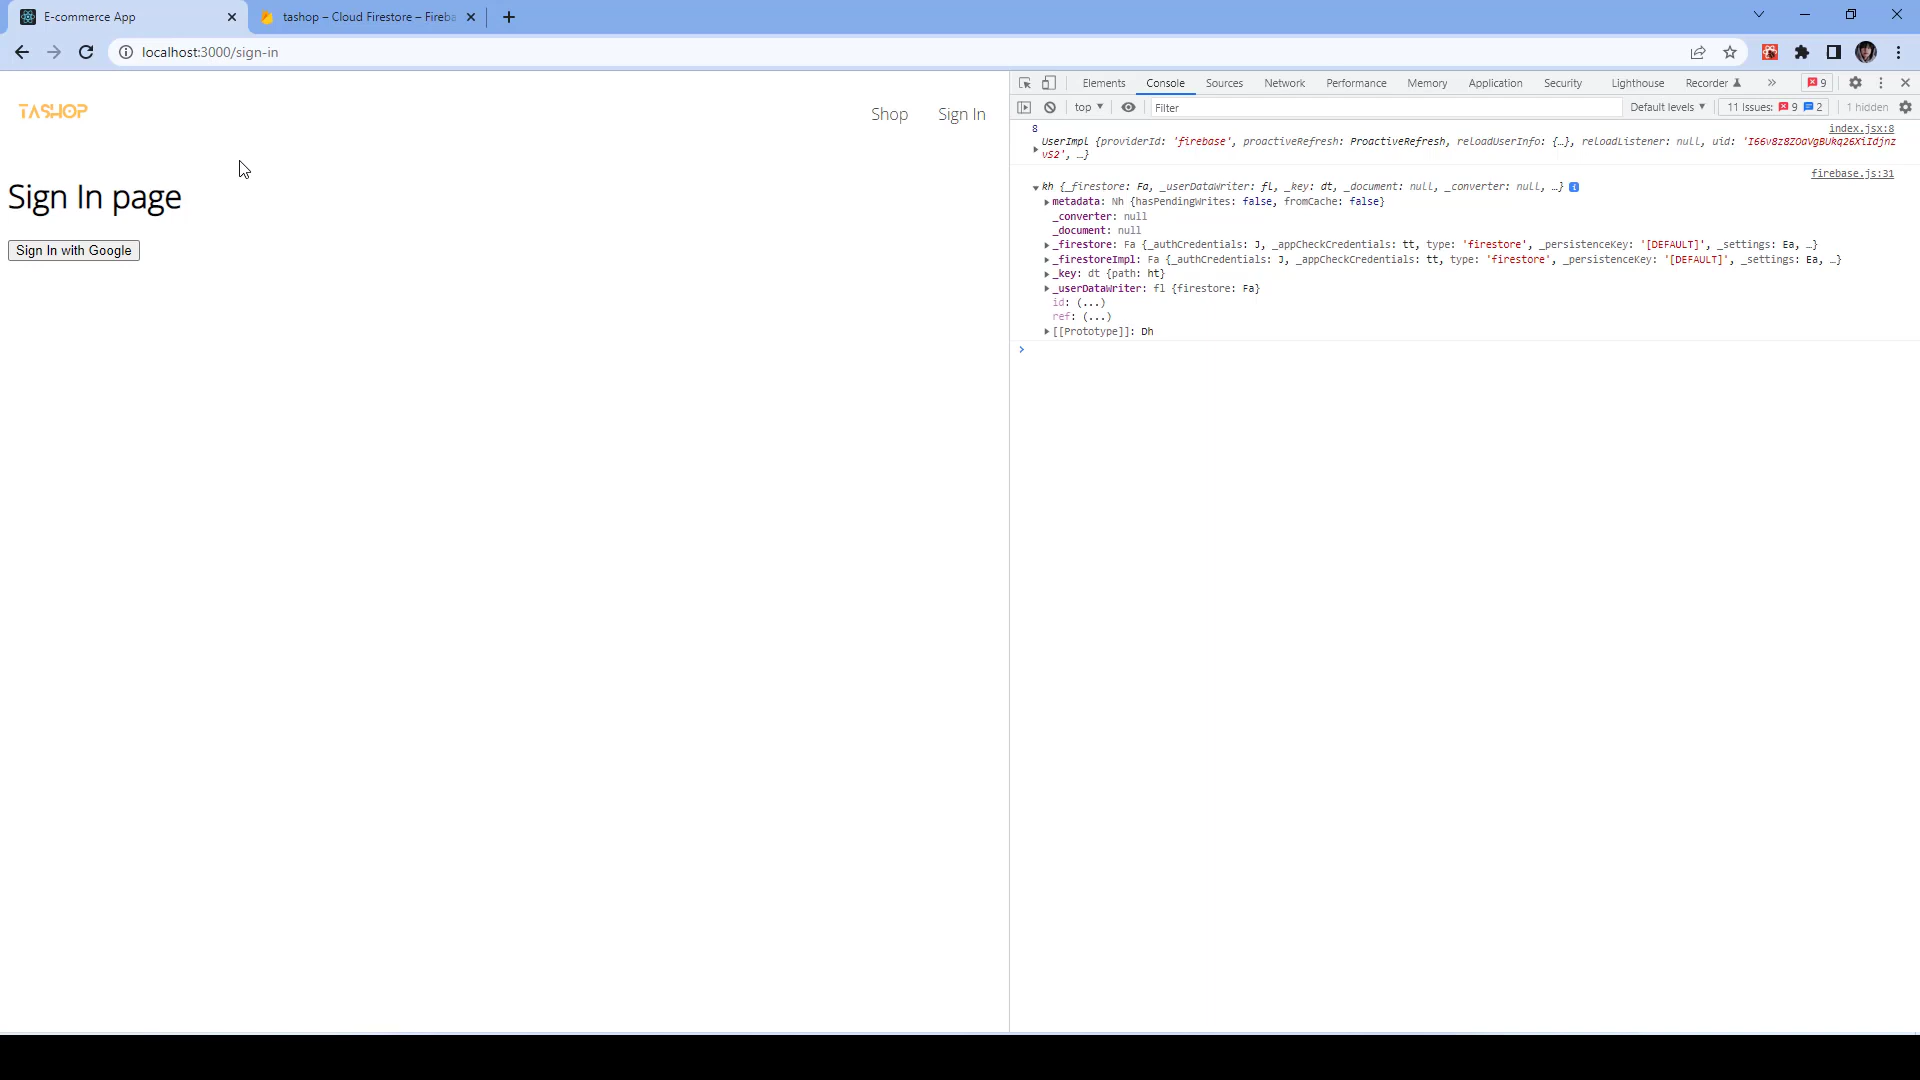 E-commerce App
tashop – Cloud Firestore – Fireba
localhost:3000/sign-in
TASHOP
Shop
Sign In
Sign In page
Sign In with Google
Elements
Console
Sources
Network
Performance
Memory
Application
Security
Lighthouse
Recorder
9
top
Filter
Default levels
11 Issues: 9 2
1 hidden
8
index.jsx:8
UserImpl {providerId: 'firebase', proactiveRefresh: ProactiveRefresh, reloadUserInfo: {…}, reloadListener: null, uid: 'I66v8z8ZOaVgBUkq26XiIdjnz
vS2', …}
firebase.js:31
kh {_firestore: Fa, _userDataWriter: fl, _key: dt, _document: null, _converter: null, …}
metadata: Nh {hasPendingWrites: false, fromCache: false}
_converter: null
_document: null
_firestore: Fa {_authCredentials: J, _appCheckCredentials: tt, type: 'firestore', _persistenceKey: '[DEFAULT]', _settings: Ea, …}
_firestoreImpl: Fa {_authCredentials: J, _appCheckCredentials: tt, type: 'firestore', _persistenceKey: '[DEFAULT]', _settings: Ea, …}
_key: dt {path: ht}
_userDataWriter: fl {firestore: Fa}
id: (...)
ref: (...)
[[Prototype]]: Dh